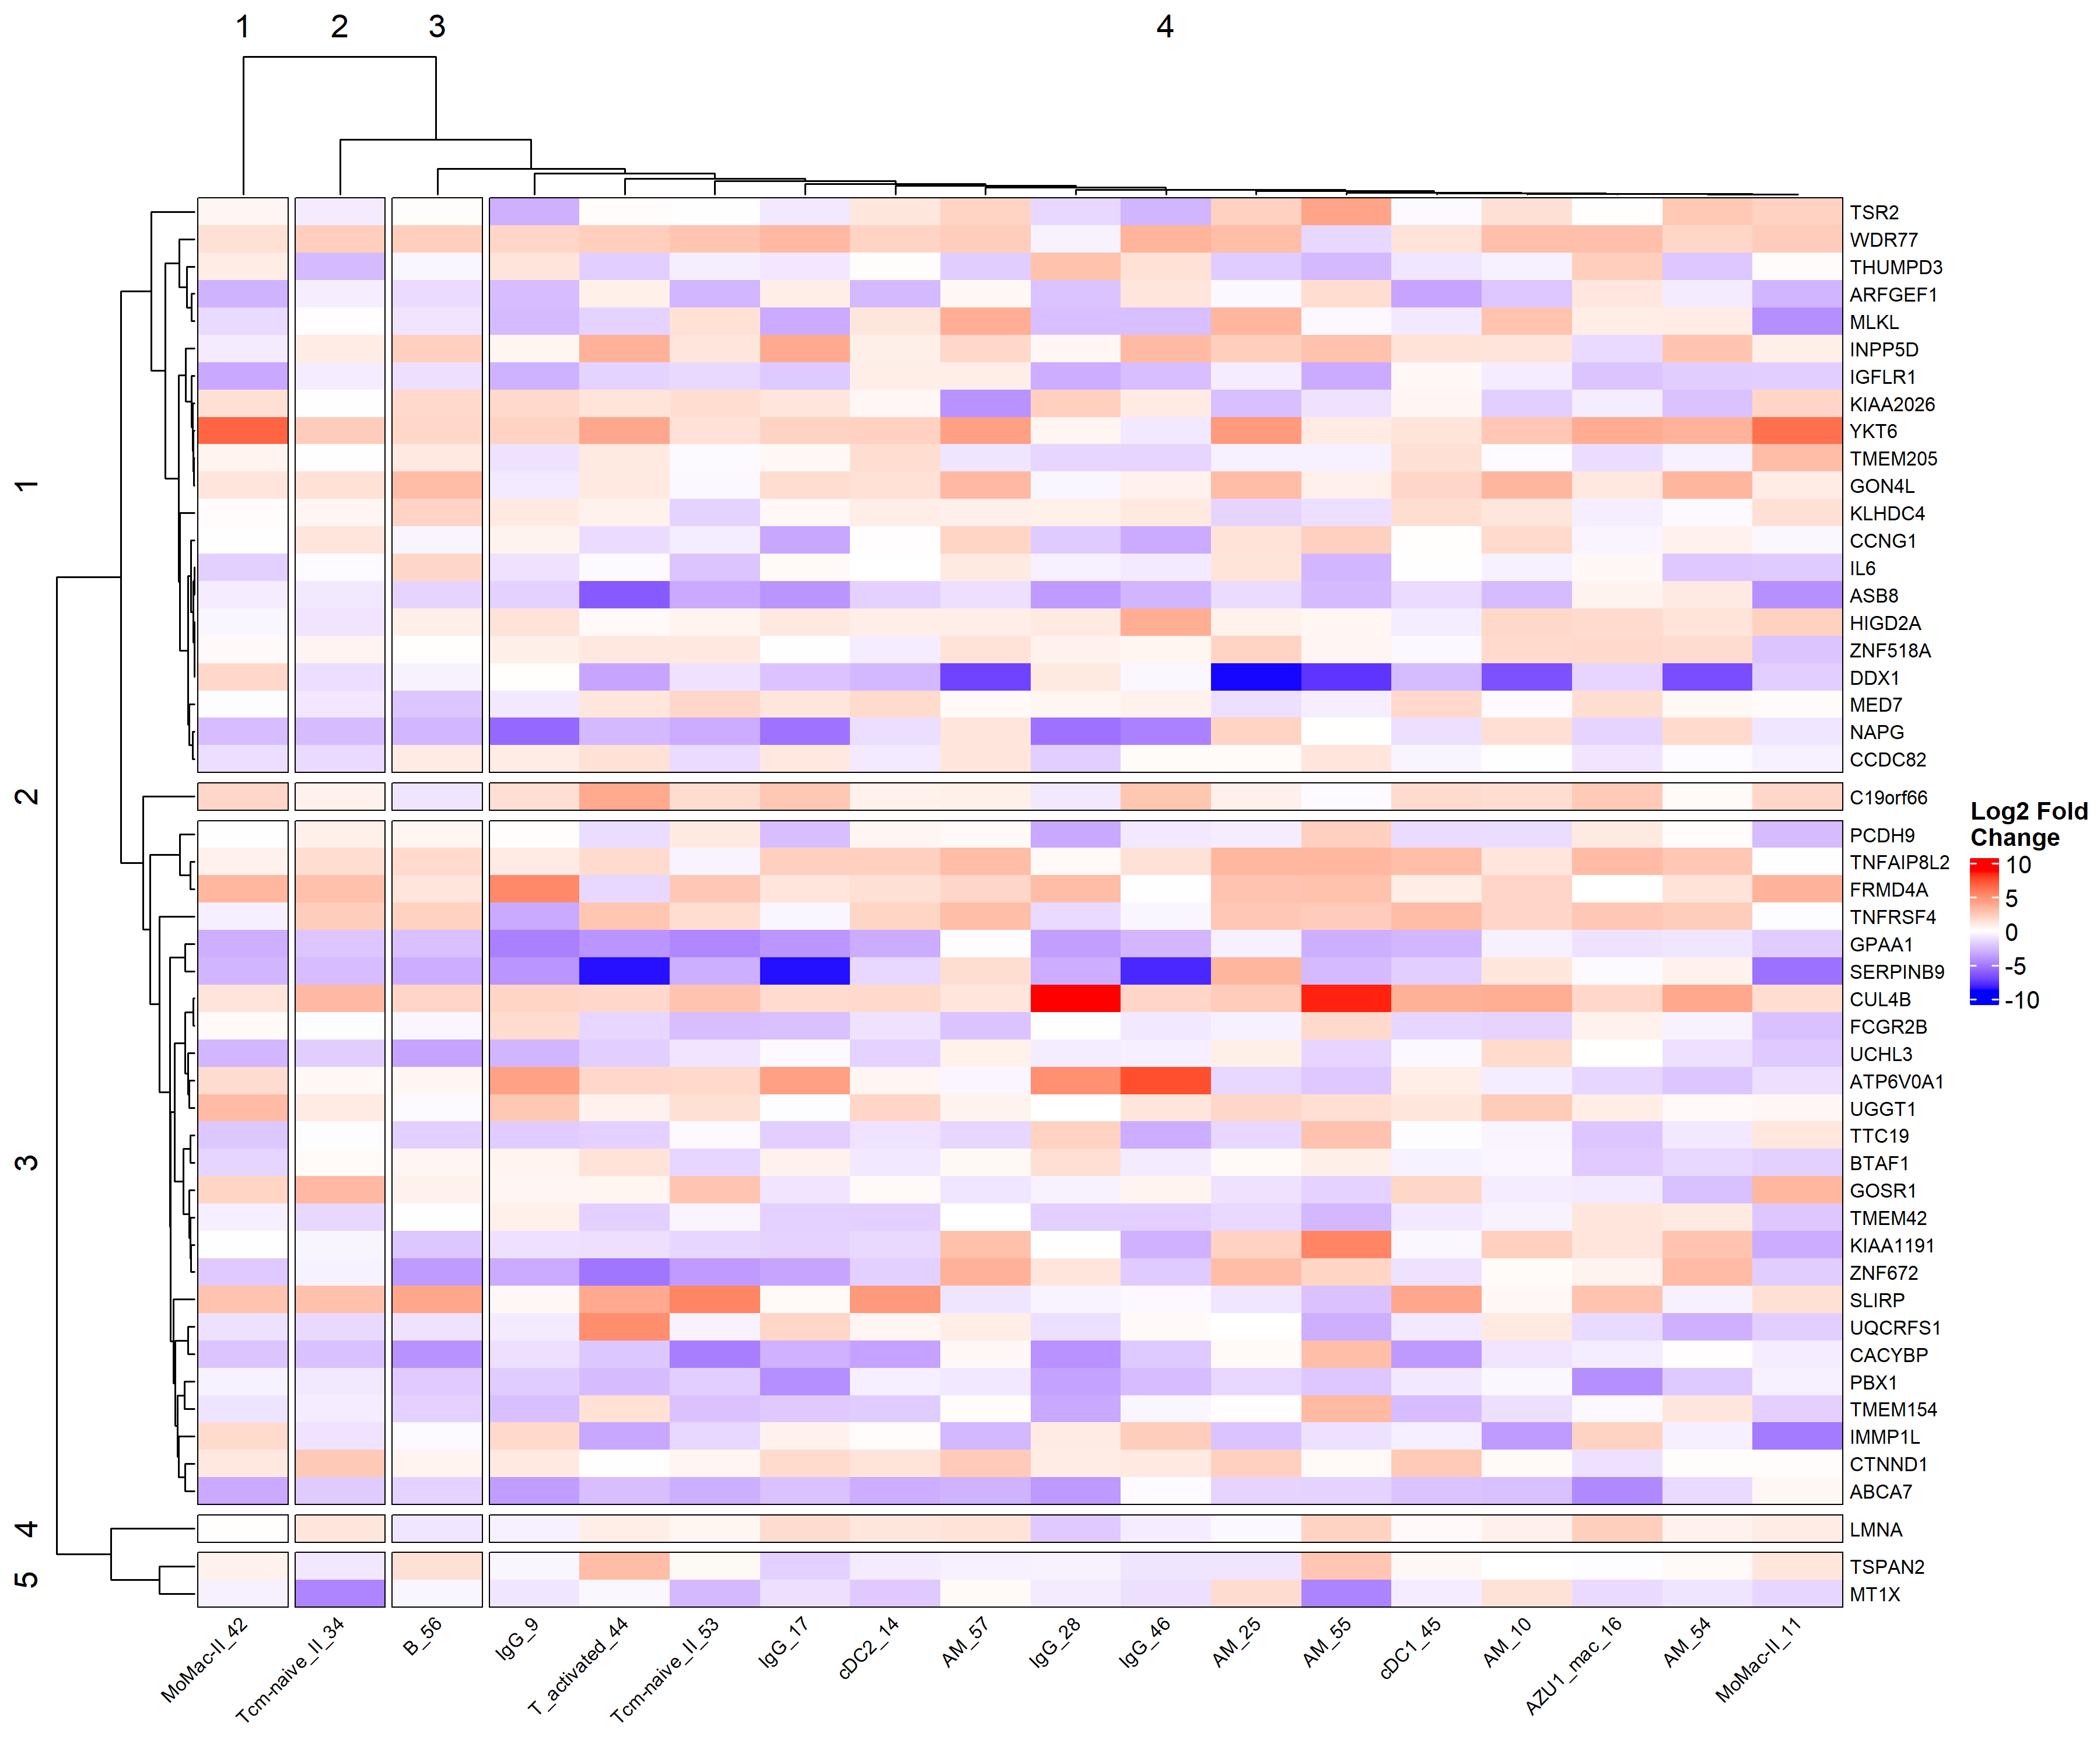 1
2
3
4
TSR2
WDR77
THUMPD3
ARFGEF1
MLKL
INPP5D
IGFLR1
KIAA2026
YKT6
TMEM205
GON4L
KLHDC4
CCNG1
IL6
ASB8
HIGD2A
ZNF518A
DDX1
MED7
NAPG
CCDC82
1
C19orf66
2
PCDH9
TNFAIP8L2
FRMD4A
TNFRSF4
GPAA1
SERPINB9
CUL4B
FCGR2B
UCHL3
ATP6V0A1
UGGT1
TTC19
BTAF1
GOSR1
TMEM42
KIAA1191
ZNF672
SLIRP
UQCRFS1
CACYBP
PBX1
TMEM154
IMMP1L
CTNND1
ABCA7
3
LMNA
4
TSPAN2
MT1X
5
MoMac-II_42
Tcm-naive_II_34
B_56
IgG_9
T_activated_44
Tcm-naive_II_53
IgG_17
cDC2_14
AM_57
IgG_28
IgG_46
AM_25
AM_55
cDC1_45
AM_10
AZU1_mac_16
AM_54
MoMac-II_11
Log2 Fold
Change
10
5
0
-5
-10